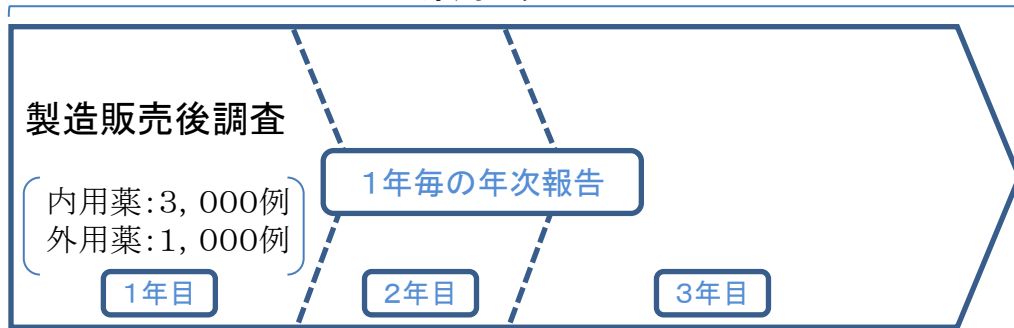 製造販売後調査
1年毎の年次報告
内用薬:3,000例
外用薬:1,000例
1年目
2年目
3年目